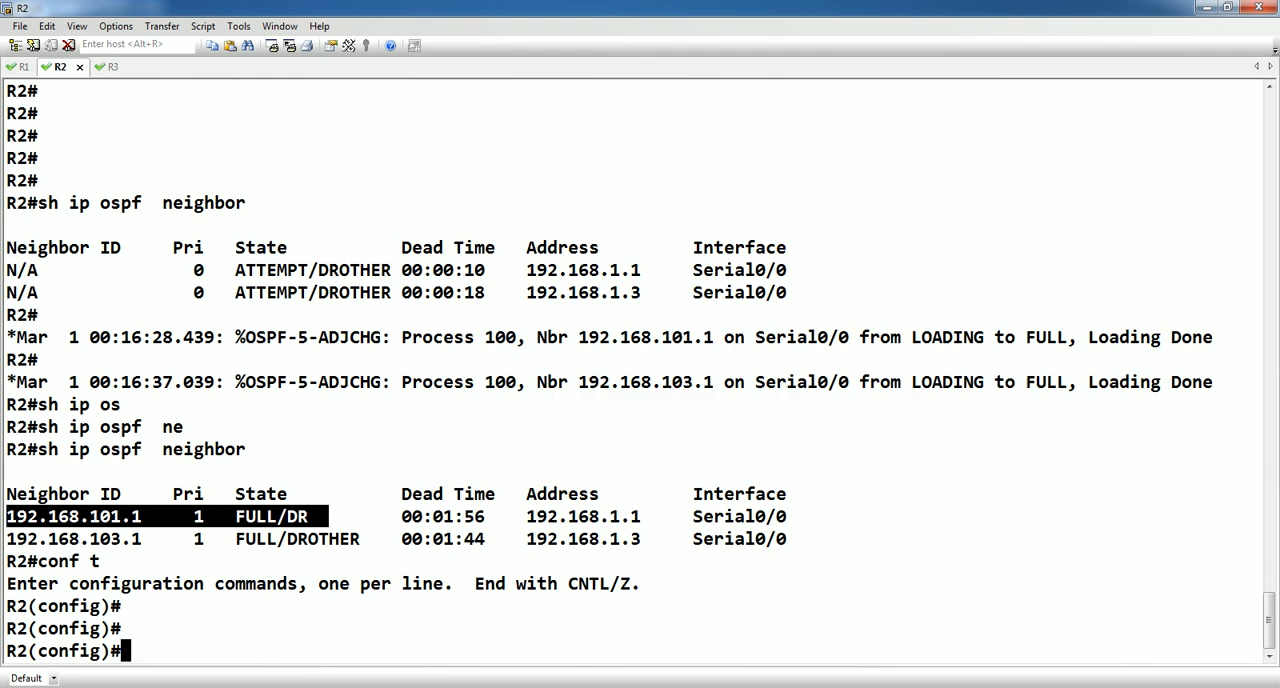 R2
File Edit View Options Transfer Script Tools Window Help
Enter host <Alt+R>
R1 R2 × R3
R2#
R2#
R2#
R2#
R2#
R2#sh ip ospf  neighbor
Neighbor ID     Pri   State           Dead Time   Address         Interface
N/A               0   ATTEMPT/DROTHER 00:00:10    192.168.1.1     Serial0/0
N/A               0   ATTEMPT/DROTHER 00:00:18    192.168.1.3     Serial0/0
R2#
*Mar  1 00:16:28.439: %OSPF-5-ADJCHG: Process 100, Nbr 192.168.101.1 on Serial0/0 from LOADING to FULL, Loading Done
R2#
*Mar  1 00:16:37.039: %OSPF-5-ADJCHG: Process 100, Nbr 192.168.103.1 on Serial0/0 from LOADING to FULL, Loading Done
R2#sh ip os
R2#sh ip ospf  ne
R2#sh ip ospf  neighbor
Neighbor ID     Pri   State           Dead Time   Address         Interface
192.168.101.1     1   FULL/DR         00:01:56    192.168.1.1     Serial0/0
192.168.103.1     1   FULL/DROTHER    00:01:44    192.168.1.3     Serial0/0
R2#conf t
Enter configuration commands, one per line.  End with CNTL/Z.
R2(config)#
R2(config)#
R2(config)#
Default